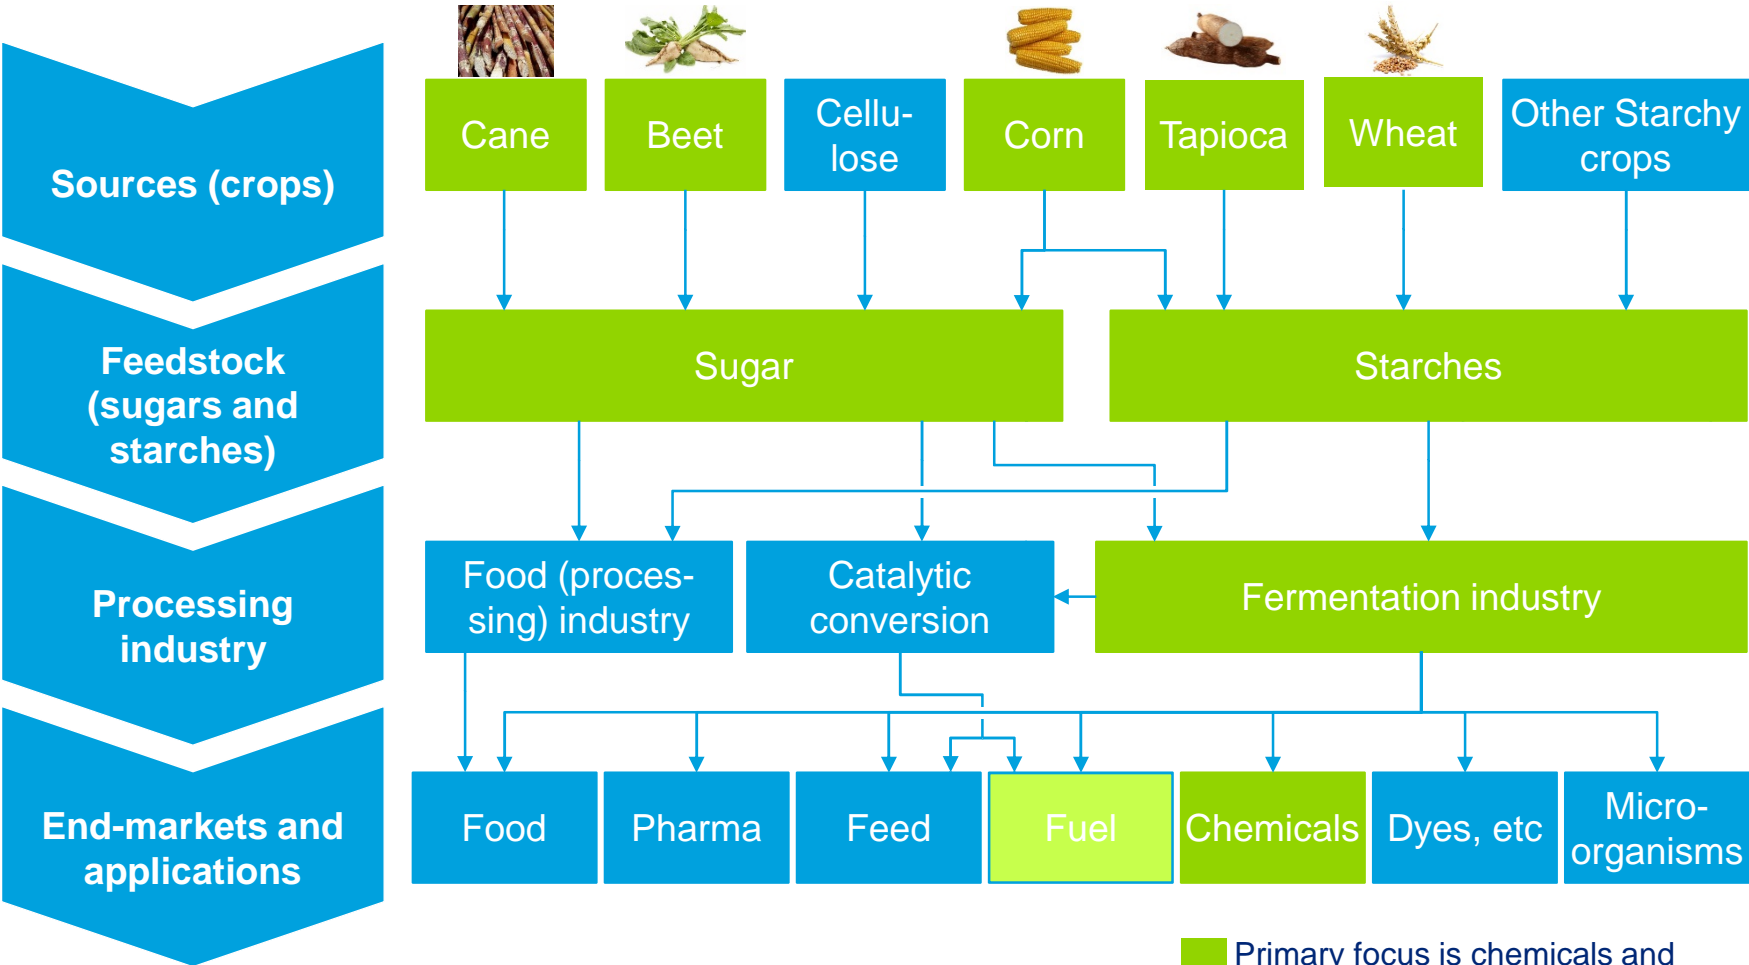 Sources (crops)
Cane
Beet
Cellu-
lose
Corn
Tapioca
Wheat
Other Starchy
crops
Feedstock
(sugars and
starches)
Sugar
Starches
Processing
industry
Food (proces-
sing) industry
Catalytic
conversion
Fermentation industry
End-markets and
applications
Food
Pharma
Feed
Fuel
Chemicals
Dyes, etc
Micro-
organisms
Primary focus is chemicals and